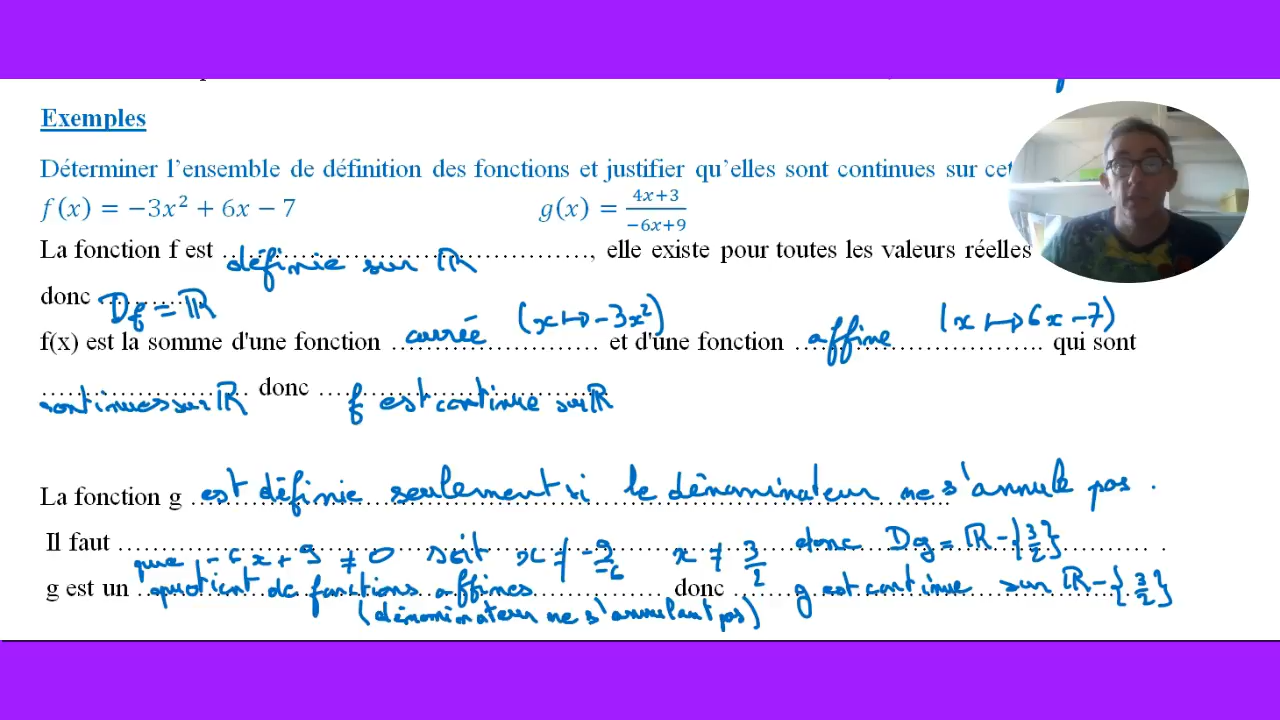 Exemples
Déterminer l'ensemble de définition des fonctions et justifier qu'elles sont continues sur cet
f(x) = −3x² + 6x − 7 g(x) = (4x+3)/(−6x+9)
La fonction f est définie sur ℝ, elle existe pour toutes les valeurs réelles
donc Df = ℝ
f(x) est la somme d'une fonction carrée (x ↦ −3x²) et d'une fonction affine (x ↦ 6x − 7) qui sont
continues sur ℝ donc f est continue sur ℝ
La fonction g est définie seulement si le dénominateur ne s'annule pas.
Il faut que −6x + 9 ≠ 0 soit x ≠ −9/−6 x ≠ 3/2 donc Dg = ℝ − {3/2}
g est un quotient de fonctions affines donc g est continue sur ℝ − {3/2}
(dénominateur ne s'annulant pas)